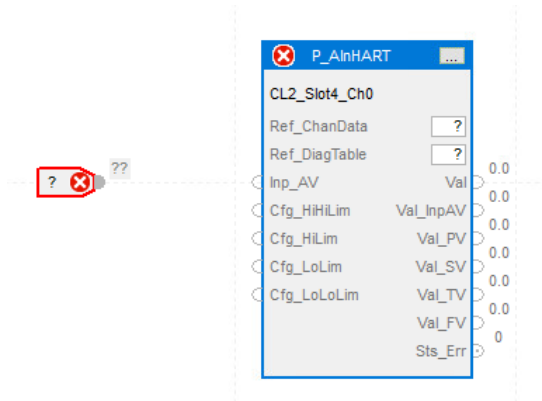 P_AInHART ...
CL2_Slot4_Ch0
Ref_ChanData ?
Ref_DiagTable ?
? ??
Inp_AV Val 0.0
Cfg_HiHiLim Val_InpAV 0.0
Cfg_HiLim Val_PV 0.0
Cfg_LoLim Val_SV 0.0
Cfg_LoLoLim Val_TV 0.0
Val_FV 0.0
Sts_Err 0